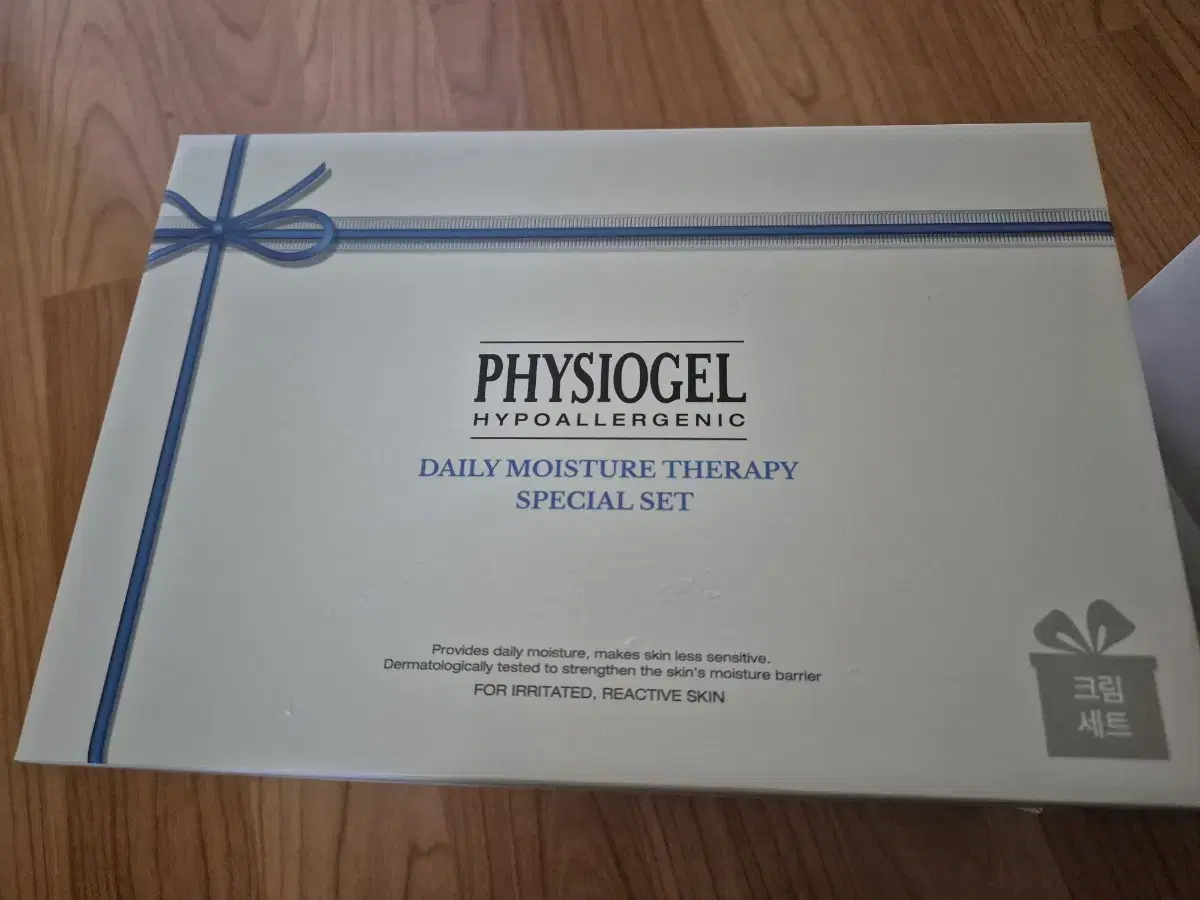 PHYSIOGEL
HYPOALLERGENIC
DAILY MOISTURE THERAPY
SPECIAL SET
Provides daily moisture, makes skin less sensitive.
Dermatologically tested to strengthen the skin's moisture barrier
FOR IRRITATED, REACTIVE SKIN
크림
세트